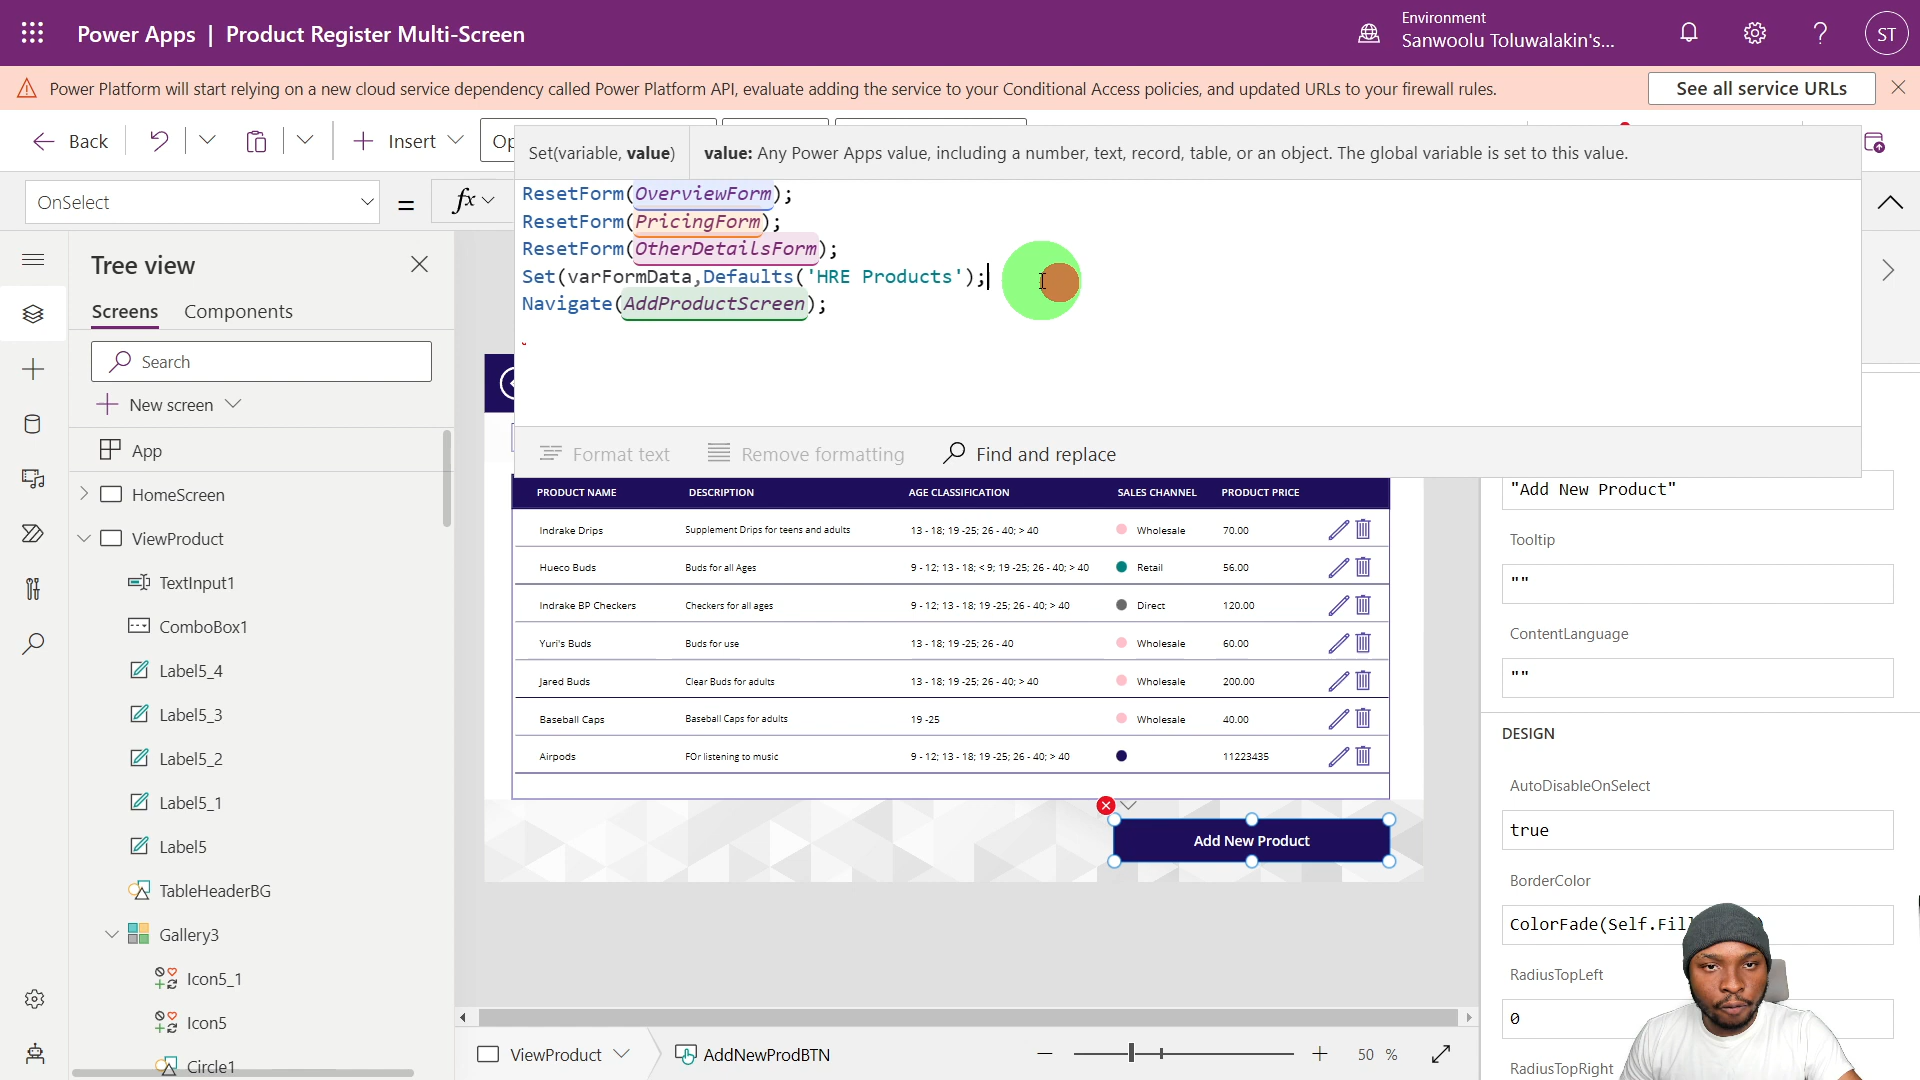 Power Apps | Product Register Multi-Screen
Environment
Sanwoolu Toluwalakin's...
ST
Power Platform will start relying on a new cloud service dependency called Power Platform API, evaluate adding the service to your Conditional Access policies, and updated URLs to your firewall rules.
See all service URLs
Back
Insert
Set(variable, value)
value: Any Power Apps value, including a number, text, record, table, or an object. The global variable is set to this value.
OnSelect
=
fx
ResetForm(OverviewForm);
ResetForm(PricingForm);
ResetForm(OtherDetailsForm);
Set(varFormData,Defaults('HRE Products');
Navigate(AddProductScreen);
Format text
Remove formatting
Find and replace
Tree view
Screens
Components
Search
New screen
App
HomeScreen
ViewProduct
TextInput1
ComboBox1
Label5_4
Label5_3
Label5_2
Label5_1
Label5
TableHeaderBG
Gallery3
Icon5_1
Icon5
Circle1
PRODUCT NAME DESCRIPTION AGE CLASSIFICATION SALES CHANNEL PRODUCT PRICE
Indrake Drips Supplement Drips for teens and adults 13 - 18; 19 -25; 26 - 40; > 40 Wholesale 70.00
Hueco Buds Buds for all Ages 9 - 12; 13 - 18; < 9; 19 -25; 26 - 40; > 40 Retail 56.00
Indrake BP Checkers Checkers for all ages 9 - 12; 13 - 18; 19 -25; 26 - 40; > 40 Direct 120.00
Yuri's Buds Buds for use 13 - 18; 19 -25; 26 - 40 Wholesale 60.00
Jared Buds Clear Buds for adults 13 - 18; 19 -25; 26 - 40; > 40 Wholesale 200.00
Baseball Caps Baseball Caps for adults 19 -25 Wholesale 40.00
Airpods FOr listening to music 9 - 12; 13 - 18; 19 -25; 26 - 40; > 40 11223435
Add New Product
ViewProduct
AddNewProdBTN
50 %
"Add New Product"
Tooltip
""
ContentLanguage
""
DESIGN
AutoDisableOnSelect
true
BorderColor
ColorFade(Self.Fil
RadiusTopLeft
0
RadiusTopRight